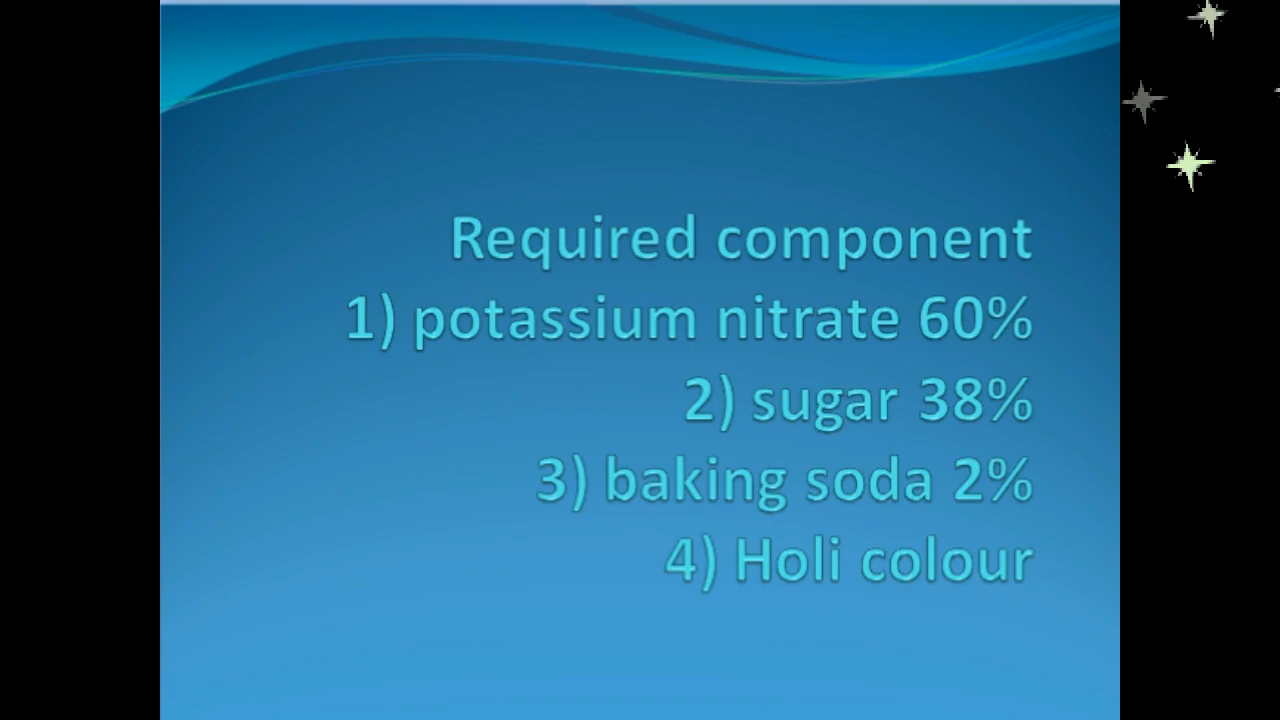 Required component
1) potassium nitrate 60%
2) sugar 38%
3) baking soda 2%
4) Holi colour